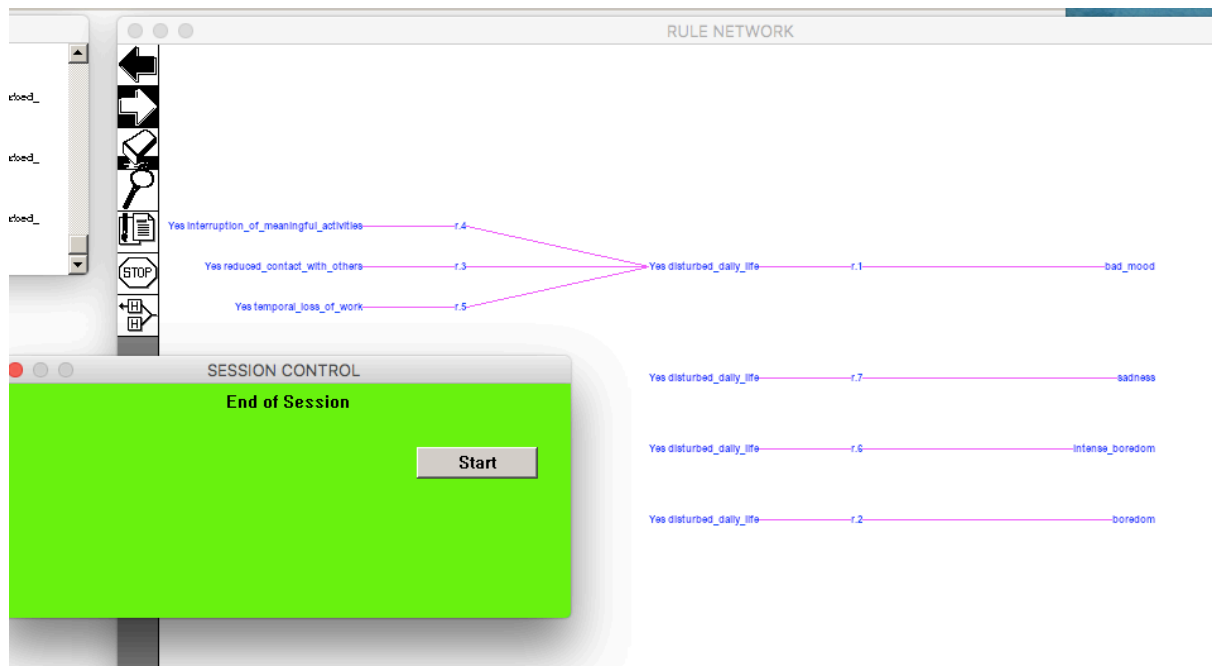 RULE NETWORK
STOP
H
H
Yes interruption_of_meaningful_activities r.4
Yes reduced_contact_with_others r.3 Yes disturbed_daily_life r.1 bad_mood
Yes temporal_loss_of_work r.5
SESSION CONTROL
End of Session
Start
Yes disturbed_daily_life r.7 sadness
Yes disturbed_daily_life r.6 intense_boredom
Yes disturbed_daily_life r.2 boredom